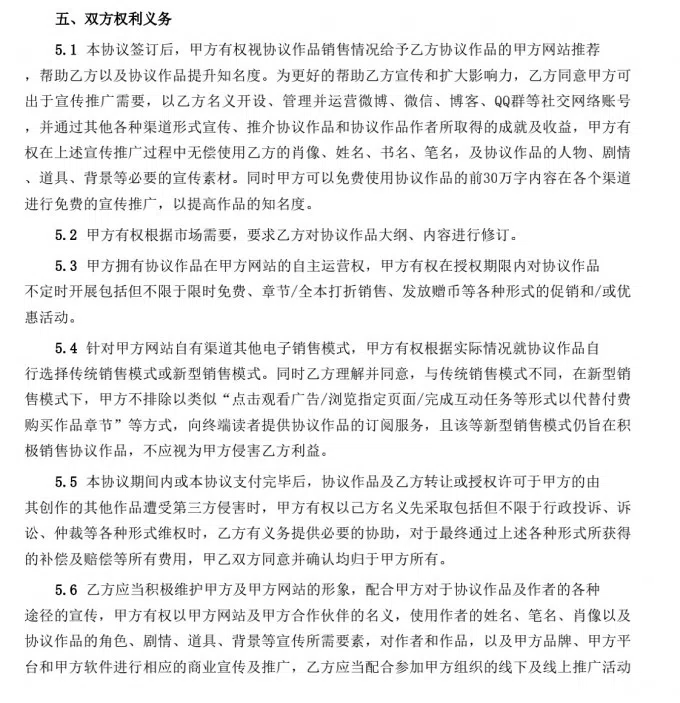 五、双方权利义务
5.1 本协议签订后，甲方有权视协议作品销售情况给予乙方协议作品的甲方网站推荐
，帮助乙方以及协议作品提升知名度。为更好的帮助乙方宣传和扩大影响力，乙方同意甲方可
出于宣传推广需要，以乙方名义开设、管理并运营微博、微信、博客、QQ群等社交网络账号
，并通过其他各种渠道形式宣传、推介协议作品和协议作品作者所取得的成就及收益，甲方有
权在上述宣传推广过程中无偿使用乙方的肖像、姓名、书名、笔名，及协议作品的人物、剧情
、道具、背景等必要的宣传素材。同时甲方可以免费使用协议作品的前30万字内容在各个渠道
进行免费的宣传推广，以提高作品的知名度。
5.2 甲方有权根据市场需要，要求乙方对协议作品大纲、内容进行修订。
5.3 甲方拥有协议作品在甲方网站的自主运营权，甲方有权在授权期限内对协议作品
不定时开展包括但不限于限时免费、章节/全本打折销售、发放赠币等各种形式的促销和/或优
惠活动。
5.4 针对甲方网站自有渠道其他电子销售模式，甲方有权根据实际情况就协议作品自
行选择传统销售模式或新型销售模式。同时乙方理解并同意，与传统销售模式不同，在新型销
售模式下，甲方不排除以类似“点击观看广告/浏览指定页面/完成互动任务等形式以代替付费
购买作品章节”等方式，向终端读者提供协议作品的订阅服务，且该等新型销售模式仍旨在积
极销售协议作品，不应视为甲方侵害乙方利益。
5.5 本协议期间内或本协议支付完毕后，协议作品及乙方转让或授权许可于甲方的由
其创作的其他作品遭受第三方侵害时，甲方有权以己方名义先采取包括但不限于行政投诉、诉
讼、仲裁等各种形式维权时，乙方有义务提供必要的协助，对于最终通过上述各种形式所获得
的补偿及赔偿等所有费用，甲乙双方同意并确认均归于甲方所有。
5.6 乙方应当积极维护甲方及甲方网站的形象，配合甲方对于协议作品及作者的各种
途径的宣传，甲方有权以甲方网站及甲方合作伙伴的名义，使用作者的姓名、笔名、肖像以及
协议作品的角色、剧情、道具、背景等宣传所需要素，对作者和作品，以及甲方品牌、甲方平
台和甲方软件进行相应的商业宣传及推广，乙方应当配合参加甲方组织的线下及线上推广活动